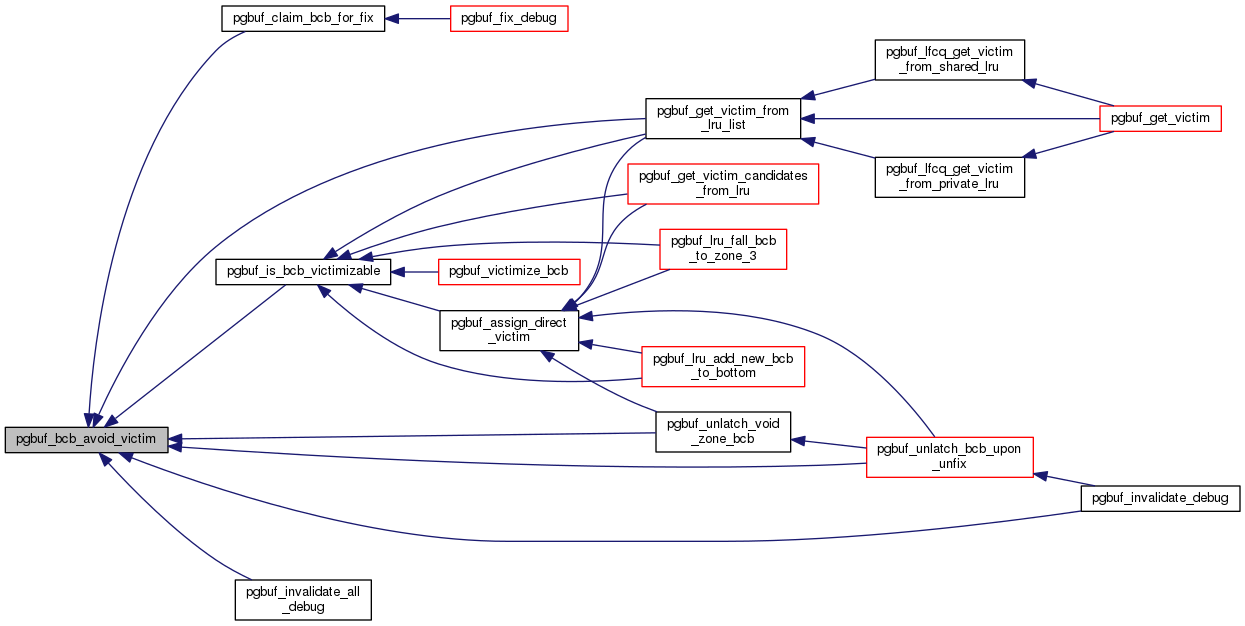 pgbuf_claim_bcb_for_fix
pgbuf_fix_debug
pgbuf_lfcq_get_victim
_from_shared_lru
pgbuf_get_victim_from
_lru_list
pgbuf_get_victim
pgbuf_lfcq_get_victim
_from_private_lru
pgbuf_get_victim_candidates
_from_lru
pgbuf_lru_fall_bcb
_to_zone_3
pgbuf_is_bcb_victimizable
pgbuf_victimize_bcb
pgbuf_assign_direct
_victim
pgbuf_lru_add_new_bcb
_to_bottom
pgbuf_bcb_avoid_victim
pgbuf_unlatch_void
_zone_bcb
pgbuf_unlatch_bcb_upon
_unfix
pgbuf_invalidate_debug
pgbuf_invalidate_all
_debug